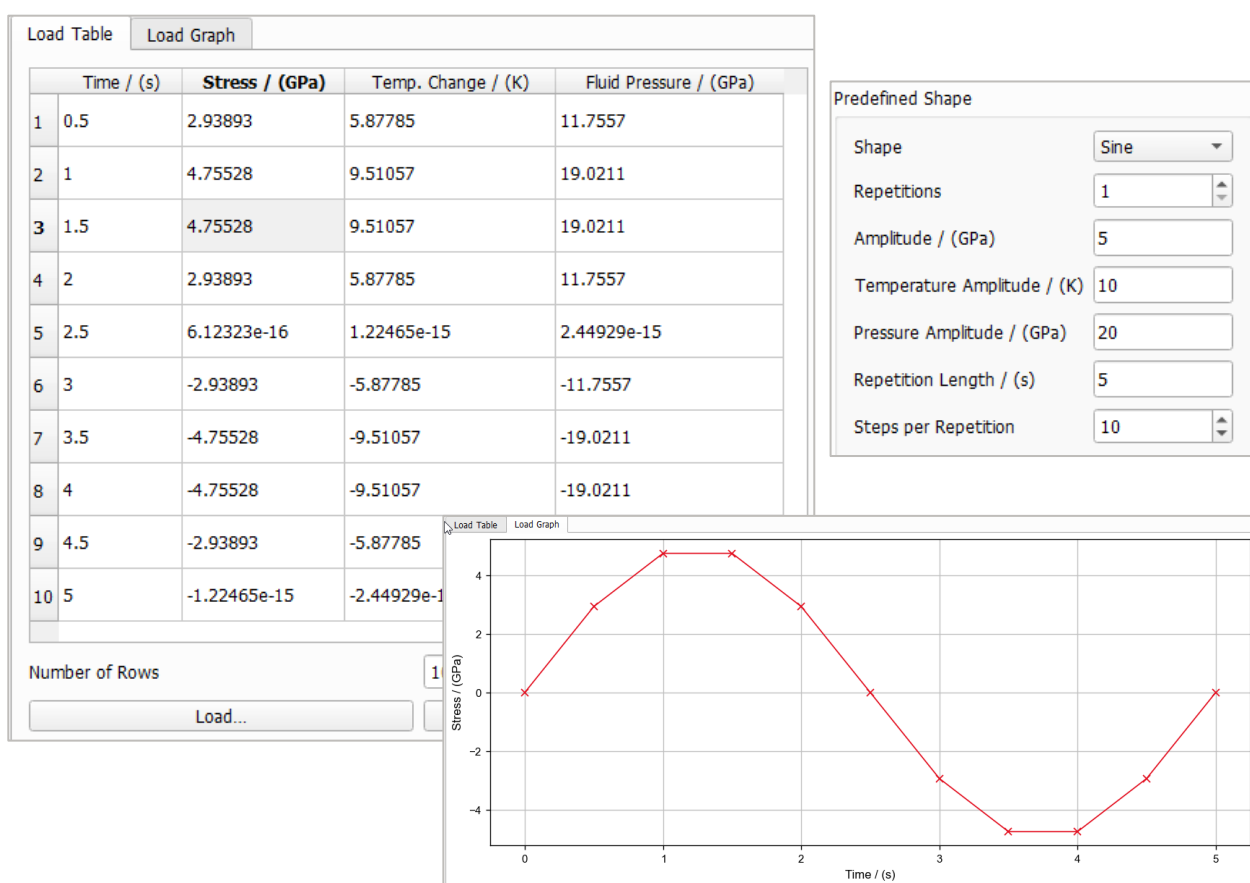 Load Table Load Graph
Time / (s) Stress / (GPa) Temp. Change / (K) Fluid Pressure / (GPa)
1 0.5 2.93893 5.87785 11.7557
2 1 4.75528 9.51057 19.0211
3 1.5 4.75528 9.51057 19.0211
4 2 2.93893 5.87785 11.7557
5 2.5 6.12323e-16 1.22465e-15 2.44929e-15
6 3 -2.93893 -5.87785 -11.7557
7 3.5 -4.75528 -9.51057 -19.0211
8 4 -4.75528 -9.51057 -19.0211
9 4.5 -2.93893 -5.87785
10 5 -1.22465e-15 -2.44929e-1
Number of Rows
Load...
Predefined Shape
Shape Sine
Repetitions 1
Amplitude / (GPa) 5
Temperature Amplitude / (K) 10
Pressure Amplitude / (GPa) 20
Repetition Length / (s) 5
Steps per Repetition 10
Load Table Load Graph
Stress / (GPa)
4
2
0
−2
−4
0 1 2 3 4 5
Time / (s)